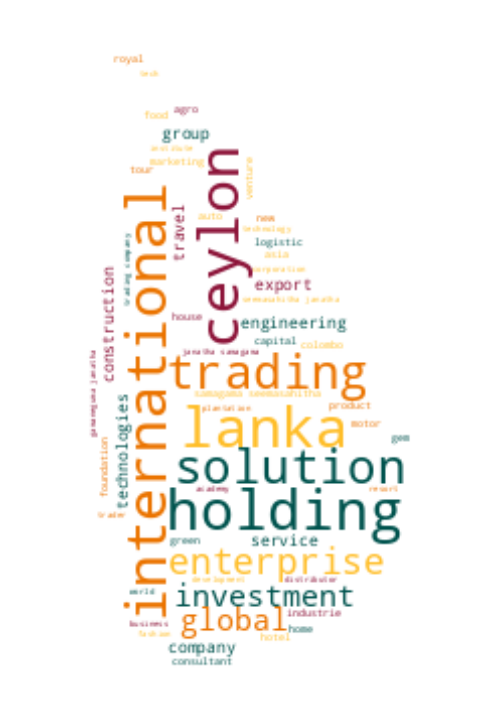 royal
tech
food
agro
group
institute
marketing
tour
venture
ceylon
international
travel
auto
new
technology
logistic
asia
corporation
export
seemasahitha janatha
trading company
construction
house
engineering
capital
colombo
janatha samagama
gamaneguna janatha
trading
samagama seemasahitha
plantation
product
lanka
motor
gem
technologies
foundation
solution
academy
resort
holding
trader
green
service
enterprise
development
distributor
world
investment
industrie
global
business
home
fashion
hotel
company
consultant